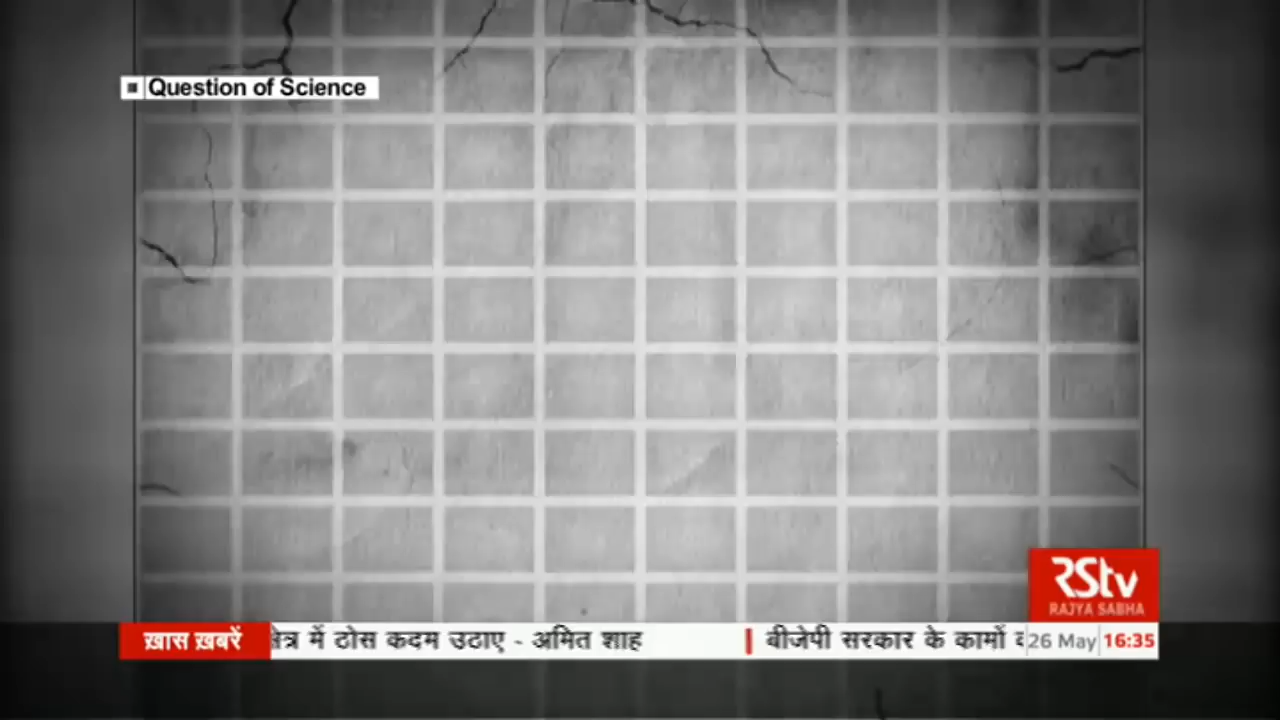 Question of Science
RSTV
RAJYA SABHA
ख़ास ख़बरें
में ठोस कदम उठाए - अमित शाह
बीजेपी सरकार के कामों
26 May
16:35